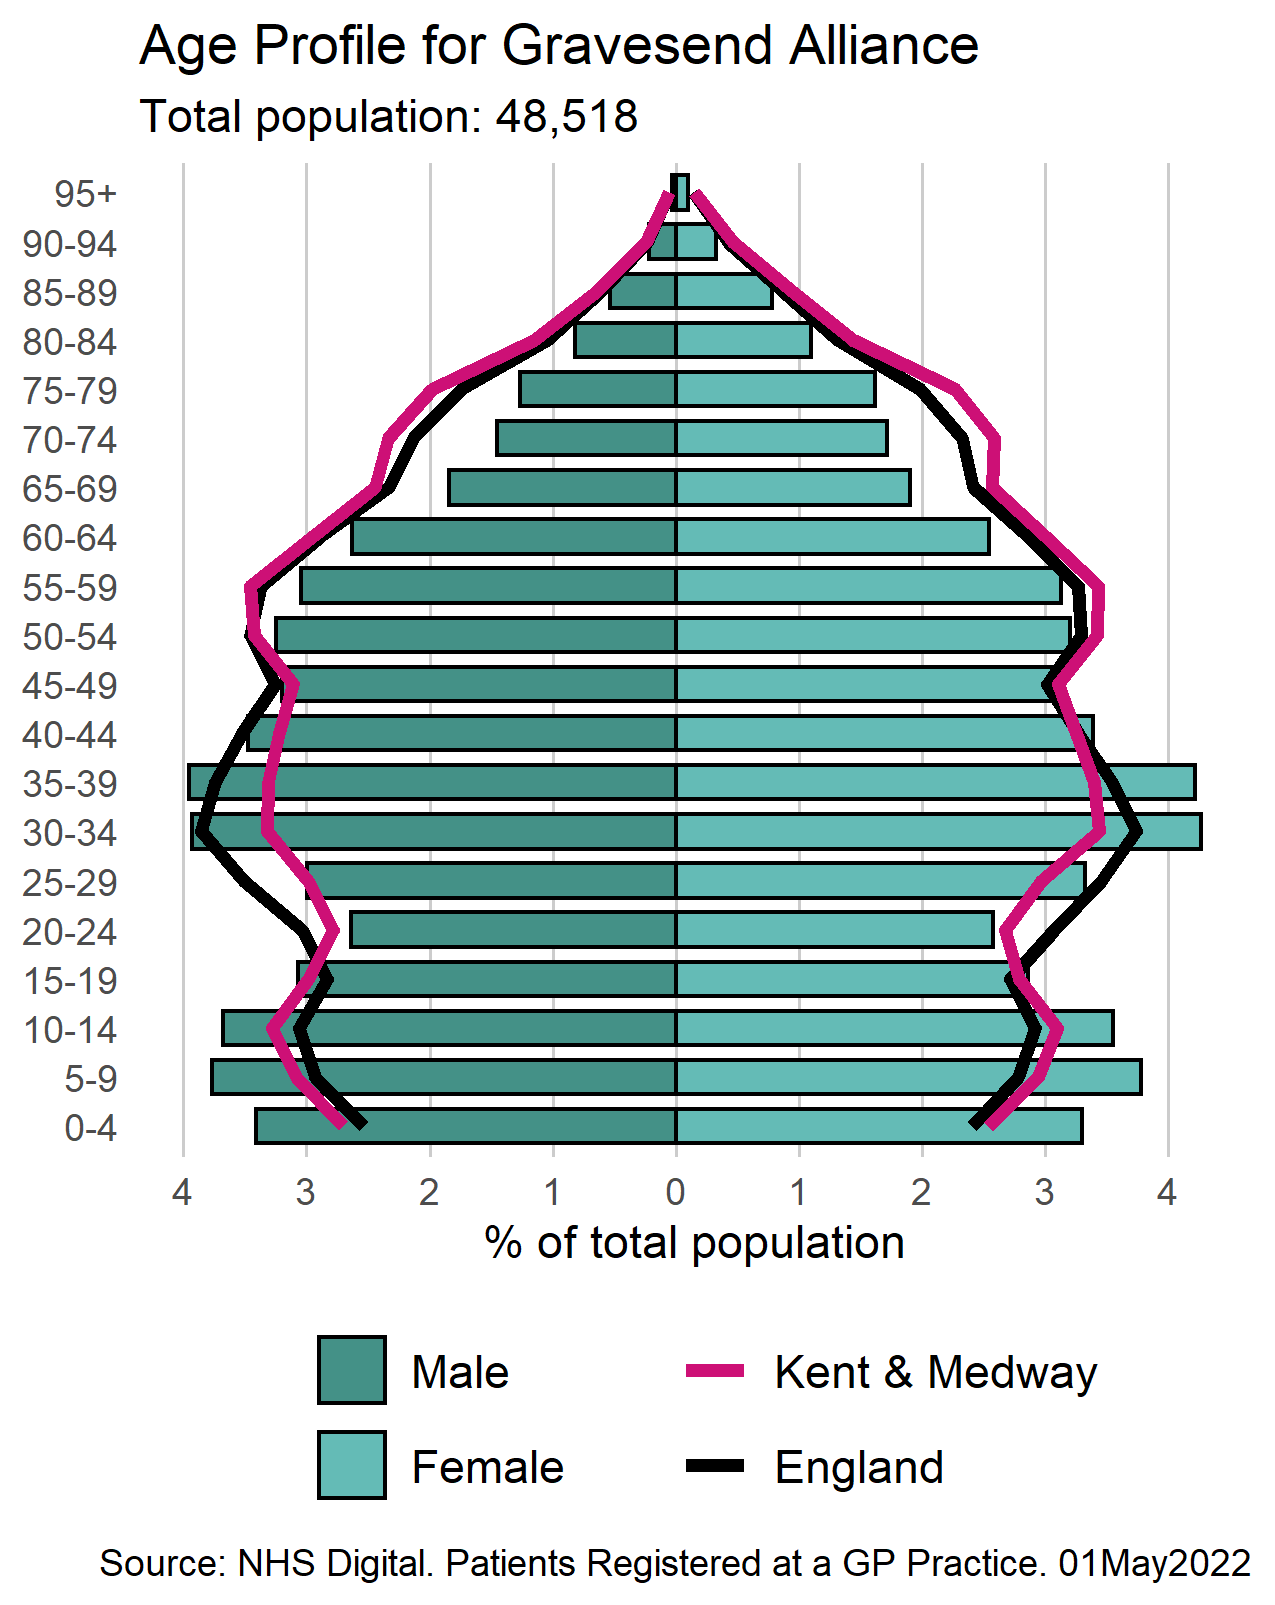 Age Profile for Gravesend Alliance
Total population: 48,518
95+
90-94
85-89
80-84
75-79
70-74
65-69
60-64
55-59
50-54
45-49
40-44
35-39
30-34
25-29
20-24
15-19
10-14
5-9
0-4
4 3 2 1 0 1 2 3 4
% of total population
Male Kent & Medway
Female England
Source: NHS Digital. Patients Registered at a GP Practice. 01May2022